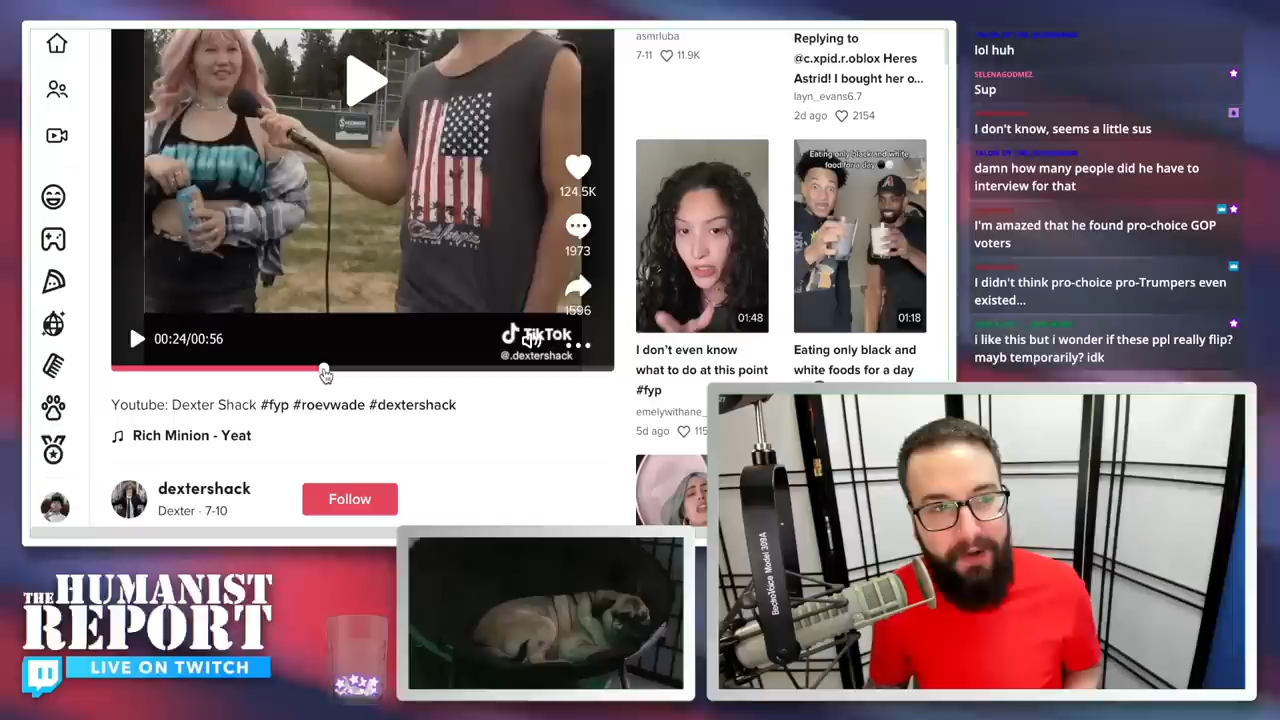 124.5K
1973
1596
00:24/00:56
TikTok
@.dextershack
Youtube: Dexter Shack #fyp #roevwade #dextershack
Rich Minion - Yeat
dextershack
Dexter · 7-10
Follow
asmrluba
7-11 11.9K
Replying to
@c.xpid.r.oblox Heres
Astrid! I bought her o...
layn_evans6.7
2d ago 2154
01:48
I don't even know
what to do at this point
#fyp
emelywithane_
5d ago
Eating only black and white
food for a day
01:18
Eating only black and
white foods for a day
lol huh
SELENAGODMEZ
Sup
I don't know, seems a little sus
damn how many people did he have to
interview for that
I'm amazed that he found pro-choice GOP
voters
I didn't think pro-choice pro-Trumpers even
existed...
i like this but i wonder if these ppl really flip?
mayb temporarily? idk
THE HUMANIST
REPORT
LIVE ON TWITCH
BeckoVoice Model 309A